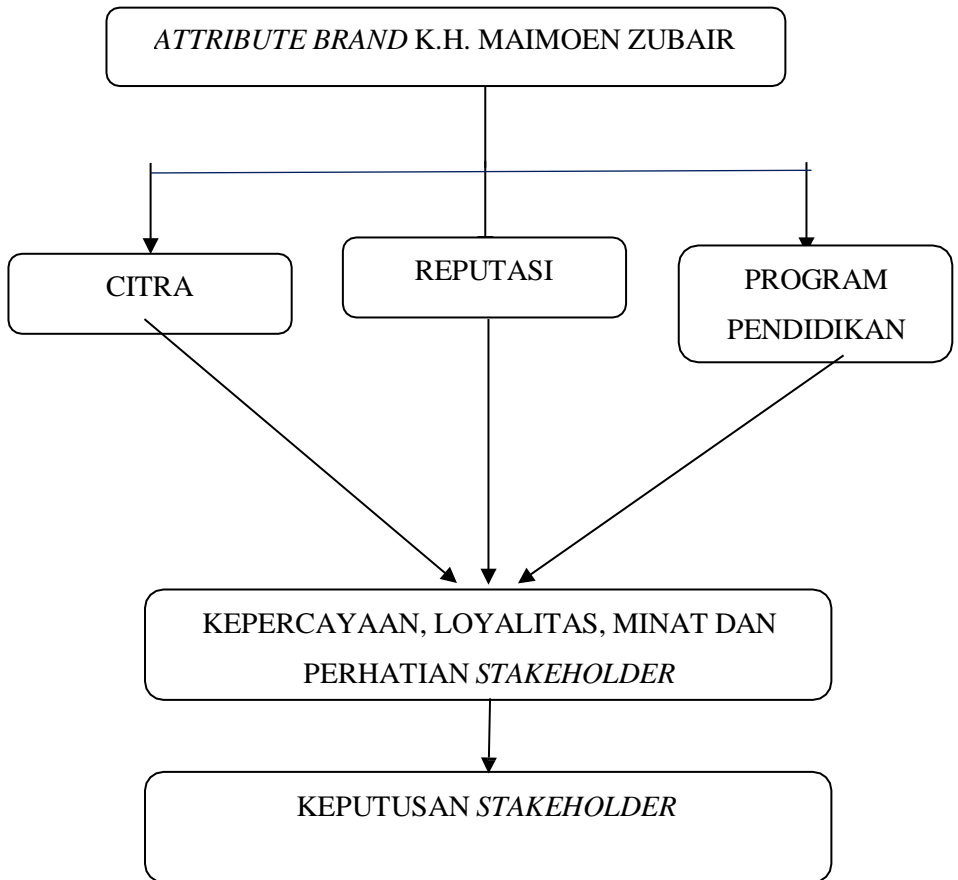 ATTRIBUTE BRAND K.H. MAIMOEN ZUBAIR
CITRA
REPUTASI
PROGRAM
PENDIDIKAN
KEPERCAYAAN, LOYALITAS, MINAT DAN
PERHATIAN STAKEHOLDER
KEPUTUSAN STAKEHOLDER